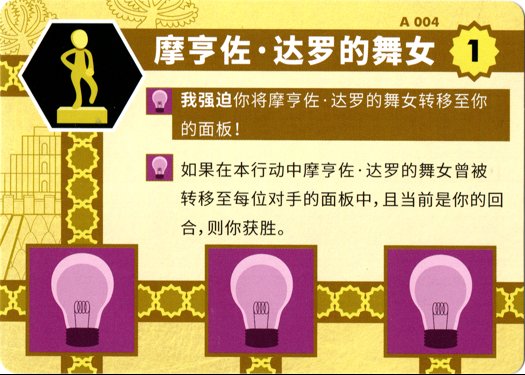 A 004
摩亨佐·达罗的舞女
1
我强迫你将摩亨佐·达罗的舞女转移至你
的面板！
如果在本行动中摩亨佐·达罗的舞女曾被
转移至每位对手的面板中，且当前是你的回
合，则你获胜。